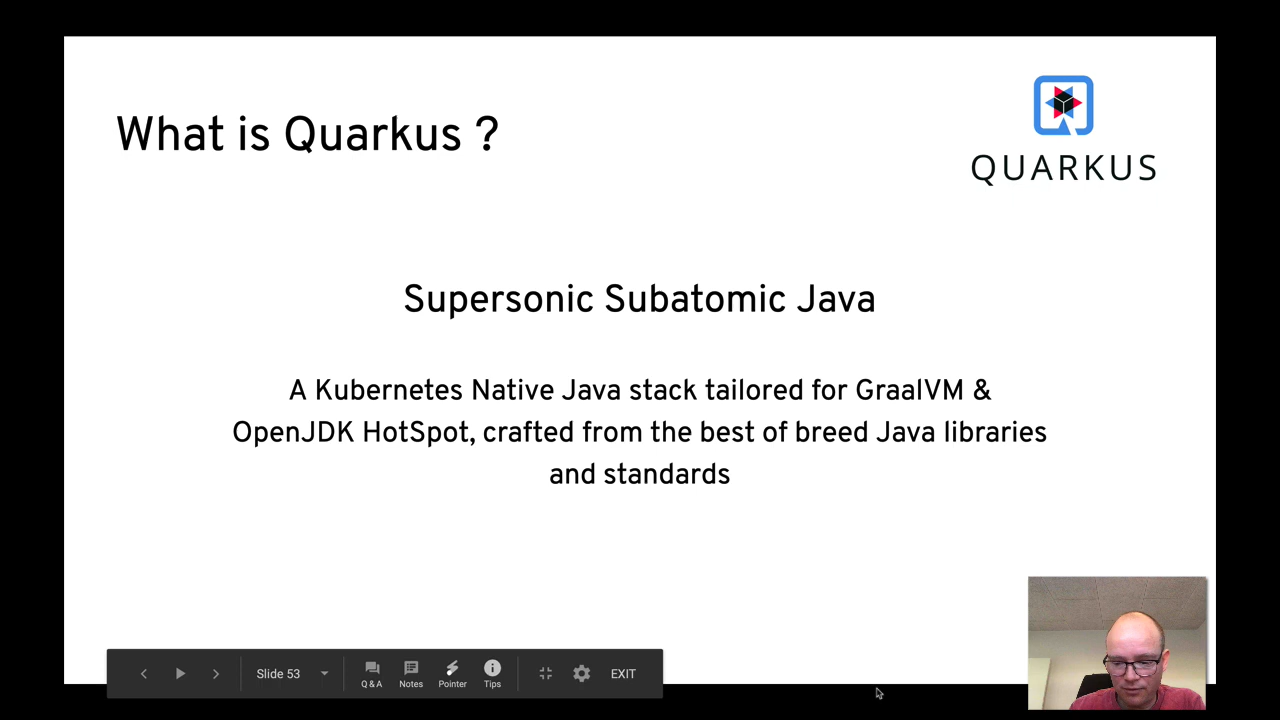 What is Quarkus ?
QUARKUS
Supersonic Subatomic Java
A Kubernetes Native Java stack tailored for GraalVM &
OpenJDK HotSpot, crafted from the best of breed Java libraries
and standards
Slide 53
Q & A
Notes
Pointer
Tips
EXIT